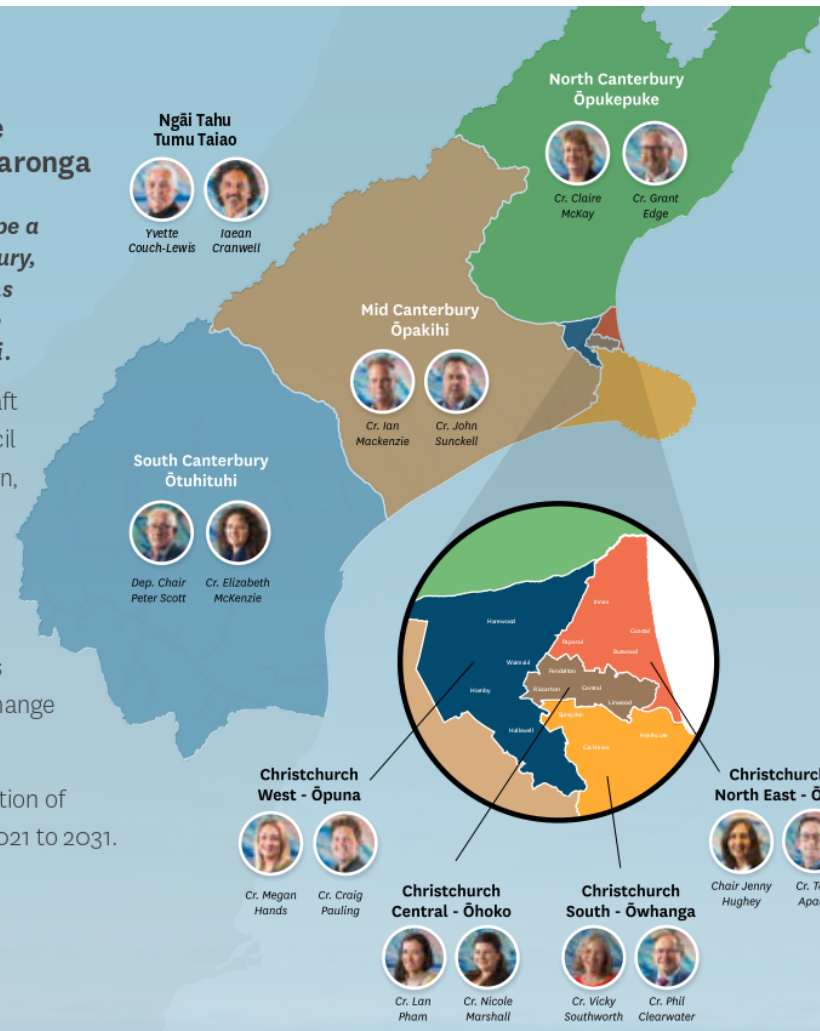 e
aronga
pe a
ury,
s
i.
aft
cil
n,
s
hange
tion of
021 to 2031.
Ngāi Tahu
Tumu Taiao
Yvette
Couch-Lewis
Iaean
Cranwell
North Canterbury
Ōpukepuke
Cr. Claire
McKay
Cr. Grant
Edge
Mid Canterbury
Ōpakihi
Cr. Ian
Mackenzie
Cr. John
Sunckell
South Canterbury
Ōtuhituhi
Dep. Chair
Peter Scott
Cr. Elizabeth
McKenzie
Innes
Harewood
Coastal
Papanui
Burwood
Waimairi
Fendalton
Hornby
Riccarton
Central
Linwood
Spreydon
Halswell
Heathcote
Cashmere
Christchurch
West - Ōpuna
Cr. Megan
Hands
Cr. Craig
Pauling
Christchurch
Central - Ōhoko
Cr. Lan
Pham
Cr. Nicole
Marshall
Christchurch
South - Ōwhanga
Cr. Vicky
Southworth
Cr. Phil
Clearwater
Christchurch
North East - Ō
Chair Jenny
Hughey
Cr. T
Apa